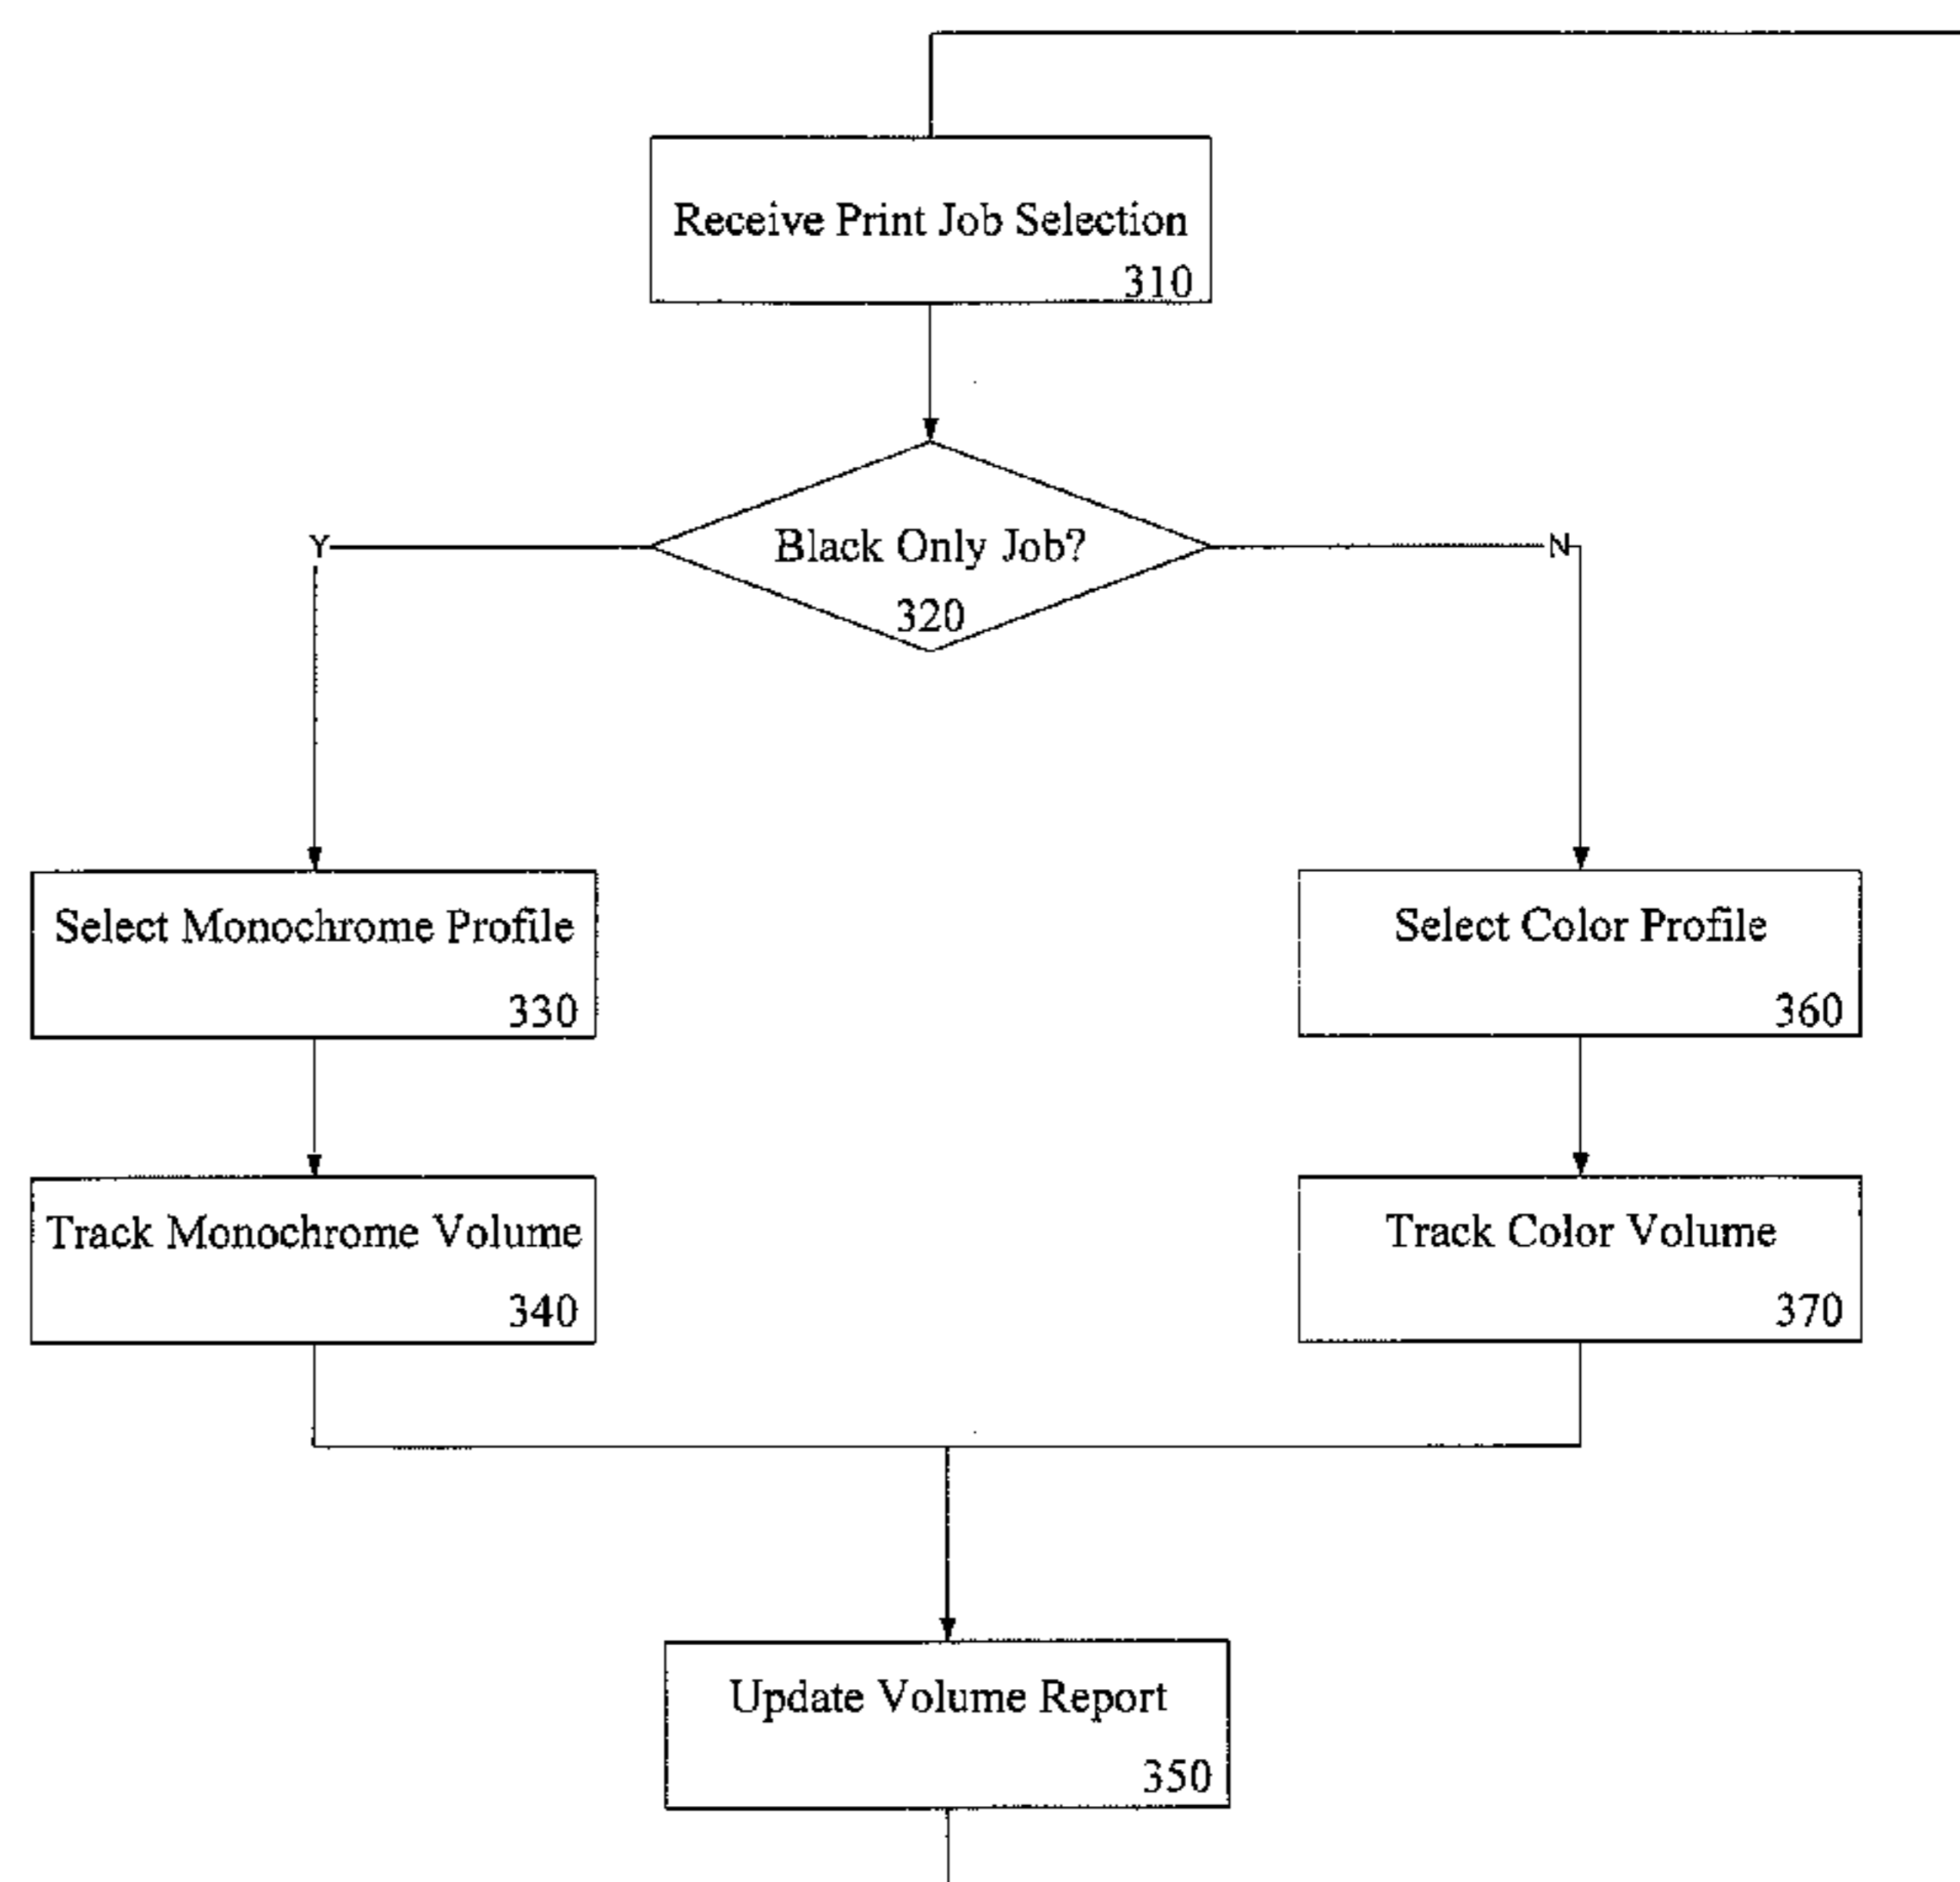 Receive Print Job Selection
310
Black Only Job?
320
Y
N
Select Monochrome Profile
330
Select Color Profile
360
Track Monochrome Volume
340
Track Color Volume
370
Update Volume Report
350